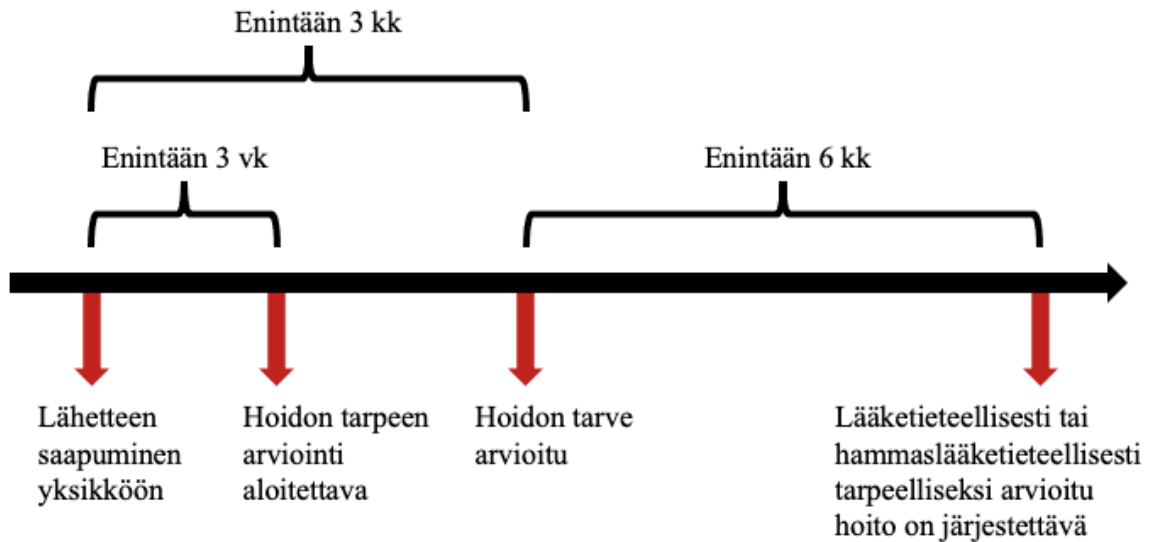 Enintään 3 kk
Enintään 3 vk
Enintään 6 kk
Lähetteen
saapuminen
yksikköön
Hoidon tarpeen
arviointi
aloitettava
Hoidon tarve
arvioitu
Lääketieteellisesti tai
hammaslääketieteellisesti
tarpeelliseksi arvioitu
hoito on järjestettävä